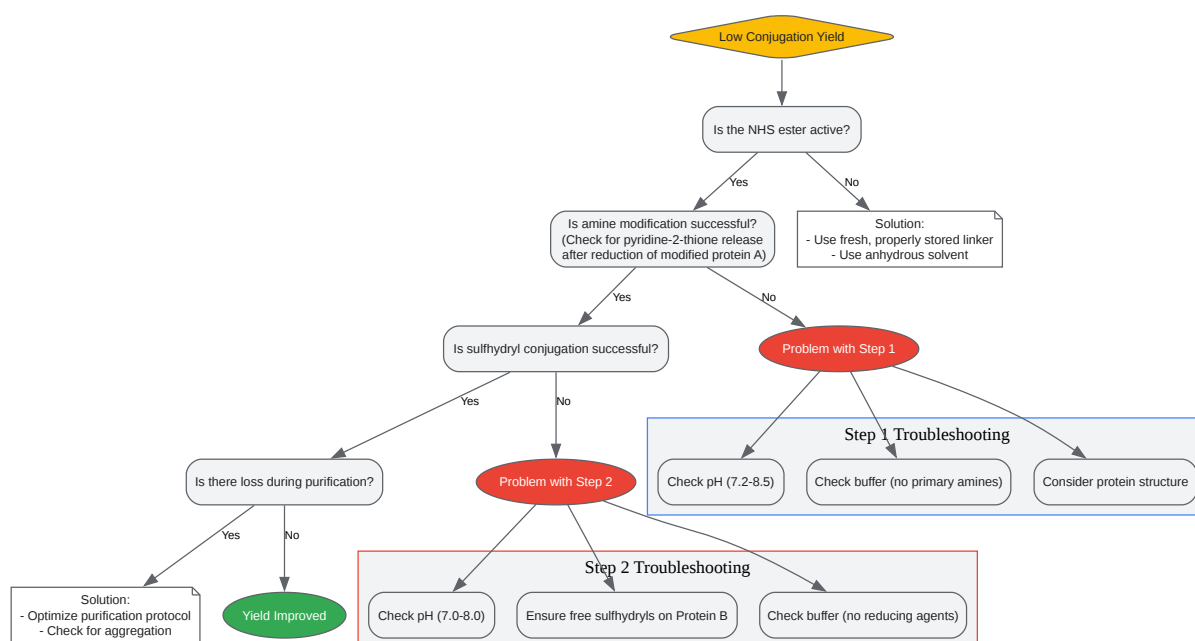 Low Conjugation Yield
Is the NHS ester active?
Yes
No
Is amine modification successful?
(Check for pyridine-2-thione release
after reduction of modified protein A)
Solution:
- Use fresh, properly stored linker
- Use anhydrous solvent
Yes
No
Is sulfhydryl conjugation successful?
Problem with Step 1
Yes
No
Step 1 Troubleshooting
Is there loss during purification?
Problem with Step 2
Check pH (7.2-8.5)
Check buffer (no primary amines)
Consider protein structure
Yes
No
Step 2 Troubleshooting
Solution:
- Optimize purification protocol
- Check for aggregation
Yield Improved
Check pH (7.0-8.0)
Ensure free sulfhydryls on Protein B
Check buffer (no reducing agents)